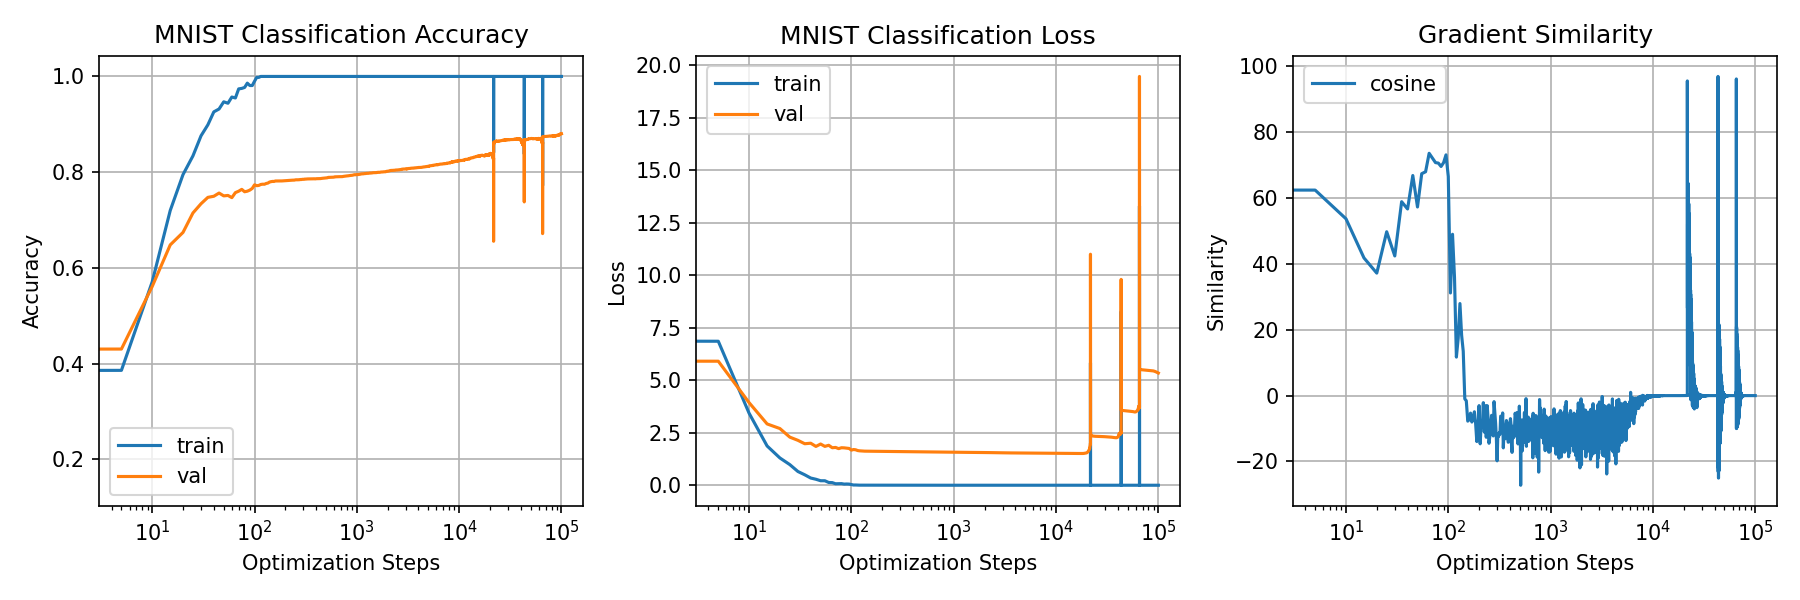 MNIST Classification Accuracy
1.0
0.8
0.6
0.4
0.2
Accuracy
train
val
10¹ 10² 10³ 10⁴ 10⁵
Optimization Steps
MNIST Classification Loss
20.0
17.5
15.0
12.5
10.0
7.5
5.0
2.5
0.0
Loss
train
val
10¹ 10² 10³ 10⁴ 10⁵
Optimization Steps
Gradient Similarity
100
80
60
40
20
0
−20
Similarity
cosine
10¹ 10² 10³ 10⁴ 10⁵
Optimization Steps